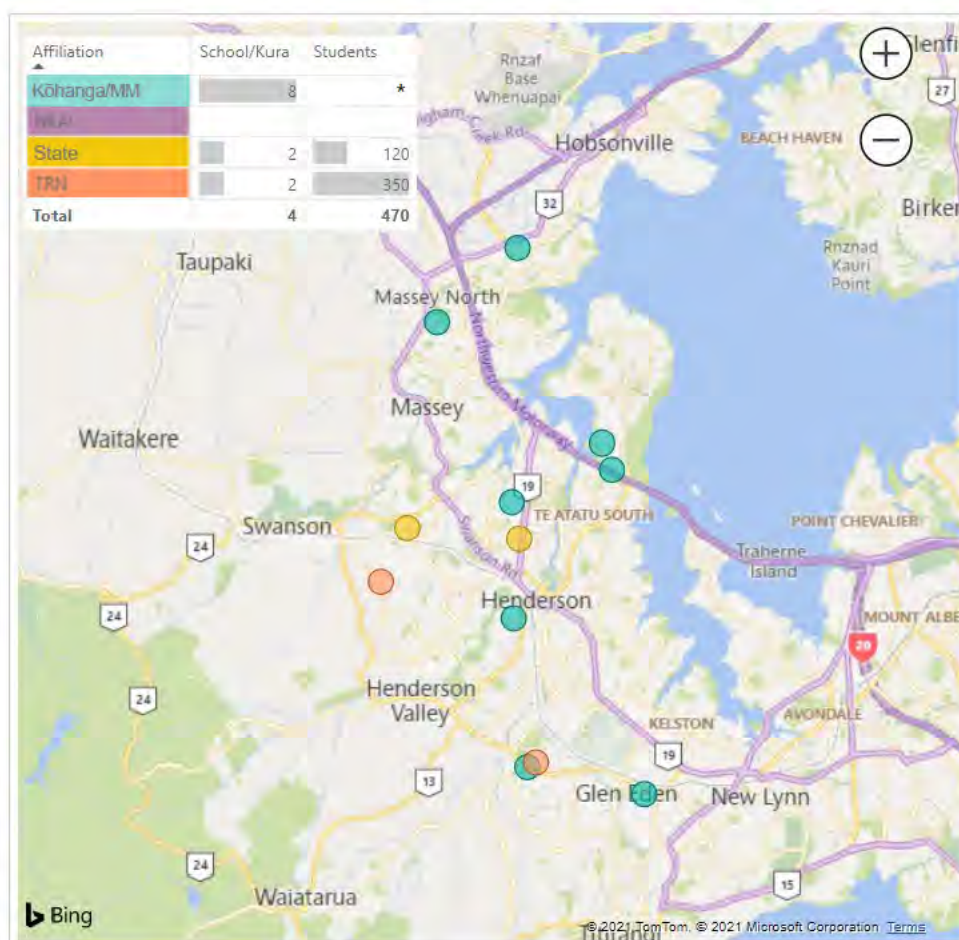 Affiliation School/Kura Students
Kōhanga/MM 8 *
State 2 120
TRN 2 350
Total 4 470
Rnzaf
Base
Whenuapai
Glenfi
27
BEACH HAVEN
Hobsonville
32
Birker
Rnznad
Kauri
Point
Taupaki
Massey North
Northwestern Motorway
Massey
Waitakere
19
TE ATATU SOUTH
POINT CHEVALIER
Swanson
24
Swanson Rd
Traherne
Island
Henderson
24
MOUNT ALBE
20
Henderson
Valley
24
KELSTON
AVONDALE
19
13
Glen Eden
New Lynn
24
15
Waiatarua
Bing
Titirangi
© 2021 TomTom, © 2021 Microsoft Corporation Terms